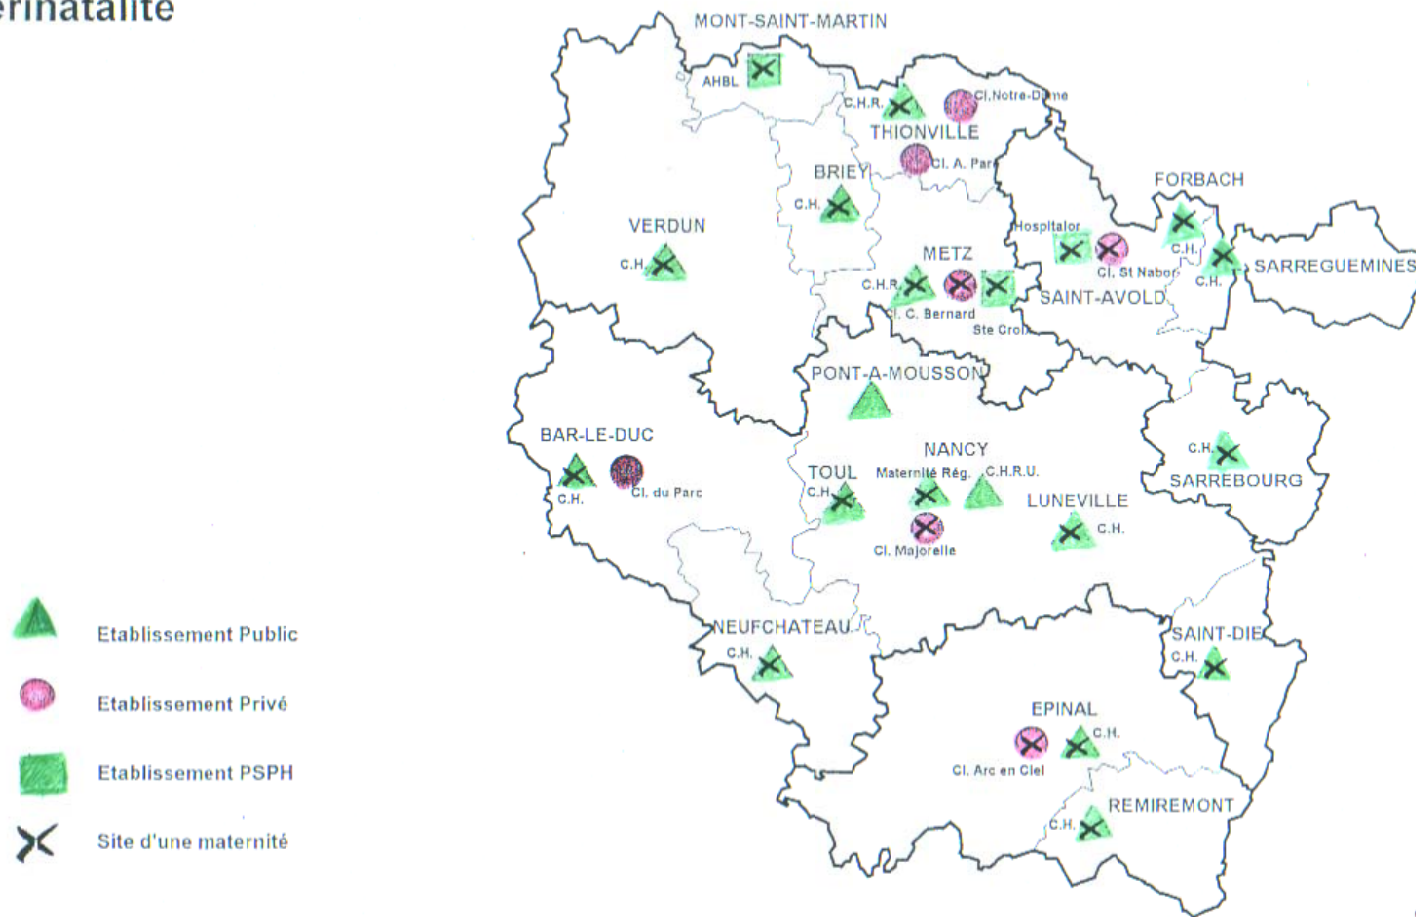 érinatalité
MONT-SAINT-MARTIN
AHBL
C.H.R.
Cl.Notre-Dame
THIONVILLE
Cl. A. Paré
BRIEY
C.H.
FORBACH
C.H.
VERDUN
C.H.
Hospitalor
Cl. St Nabor
SAINT-AVOLD
C.H.
SARREGUEMINES
METZ
C.H.R.
Cl. C. Bernard
Ste Croix
PONT-A-MOUSSON
BAR-LE-DUC
C.H.
Cl. du Parc
TOUL
C.H.
NANCY
Maternité Rég.
C.H.R.U.
Cl. Majorelle
LUNEVILLE
C.H.
C.H.
SARREBOURG
NEUFCHATEAU
C.H.
SAINT-DIE
C.H.
EPINAL
C.H.
Cl. Arc en Ciel
REMIREMONT
C.H.
Etablissement Public
Etablissement Privé
Etablissement PSPH
Site d'une maternité